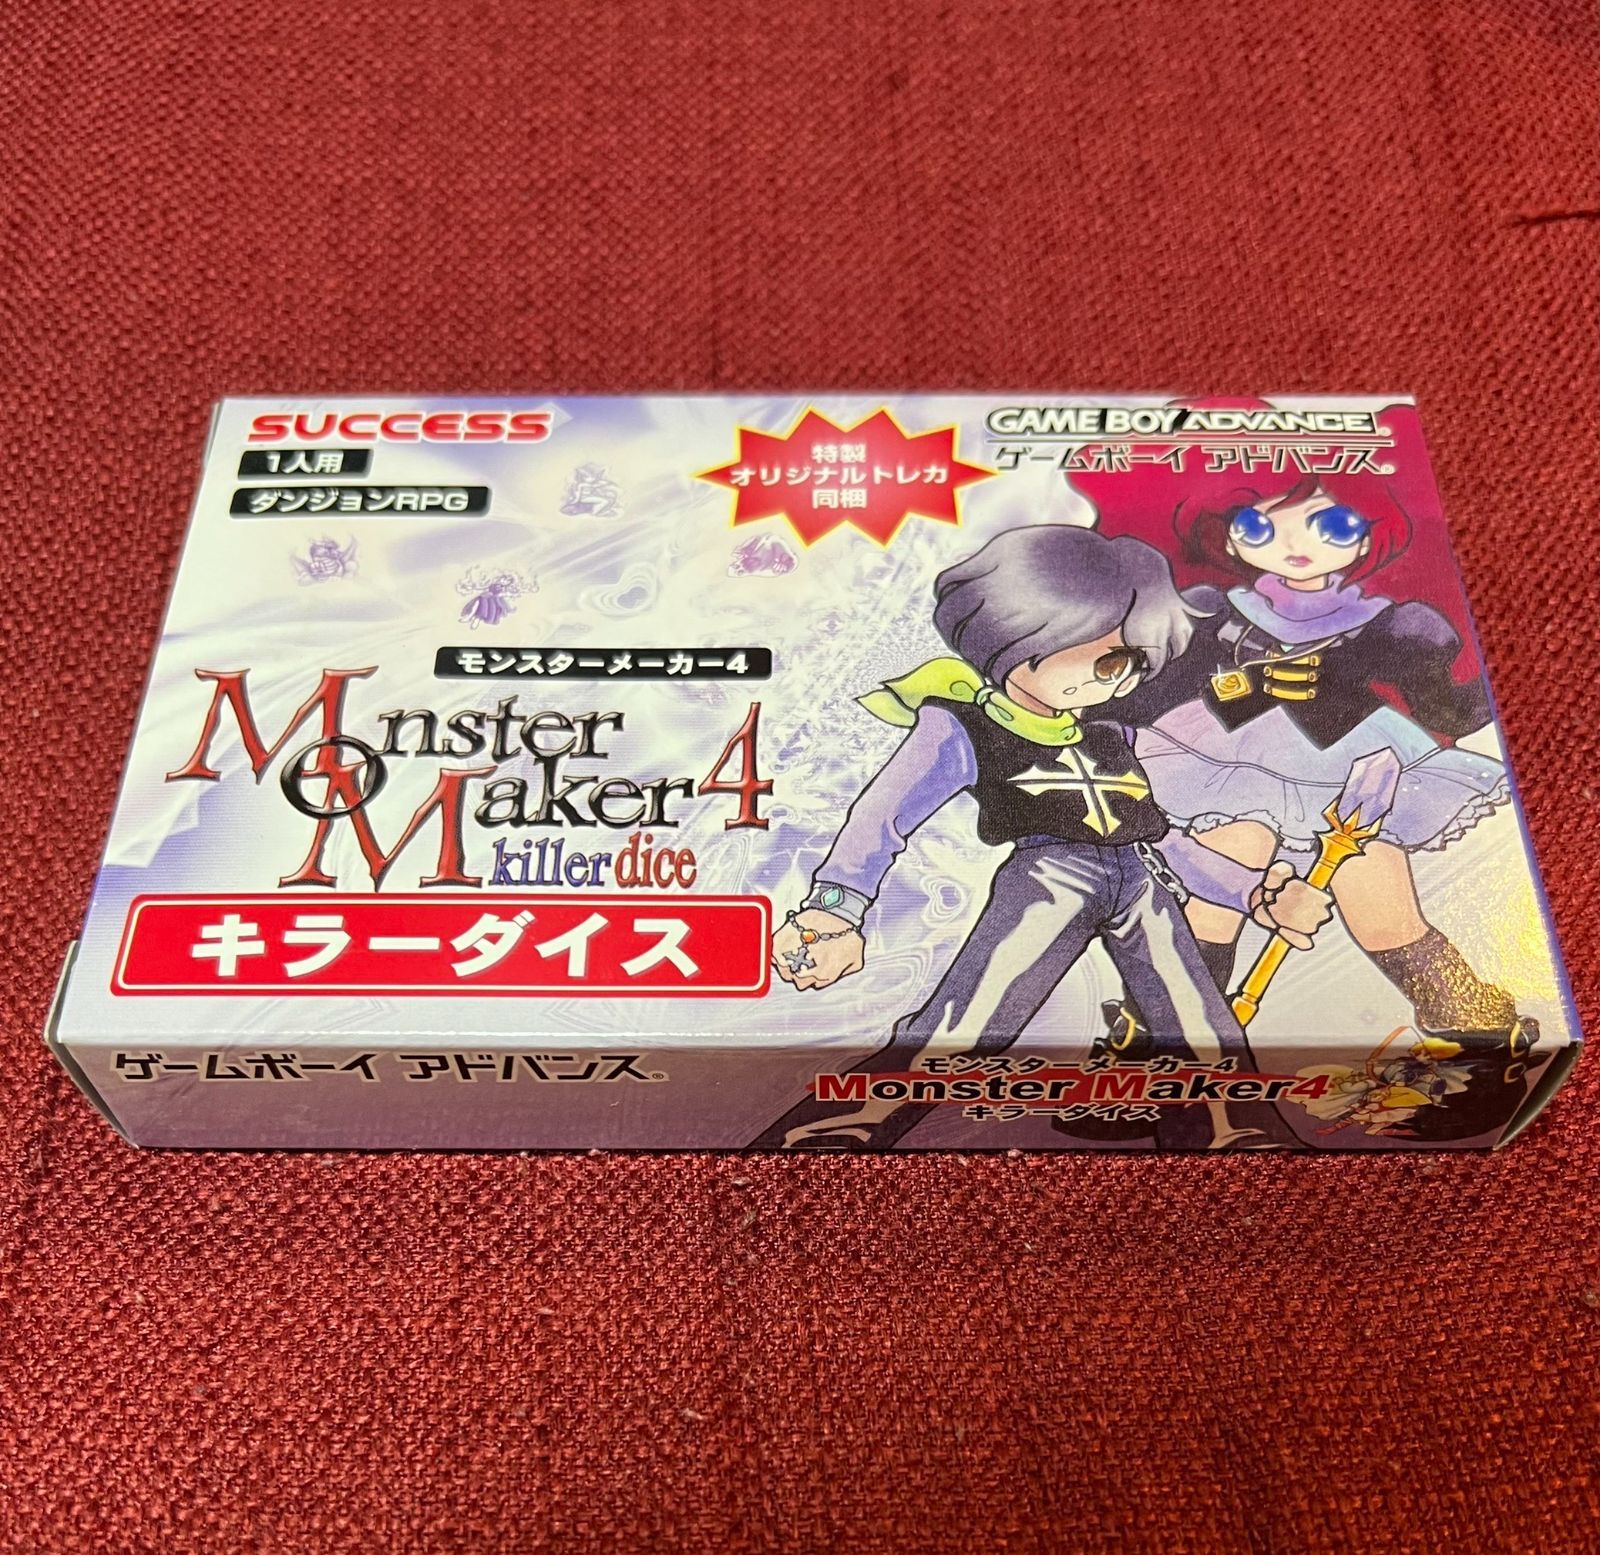 SUCCESS
1人用
ダンジョンRPG
特製
オリジナルトレカ
同梱
GAME BOY ADVANCE®
ゲームボーイ アドバンス®
モンスターメーカー4
Monster
Maker 4
killer dice
キラーダイス
ゲームボーイ アドバンス®
モンスターメーカー4
Monster Maker4
キラーダイス